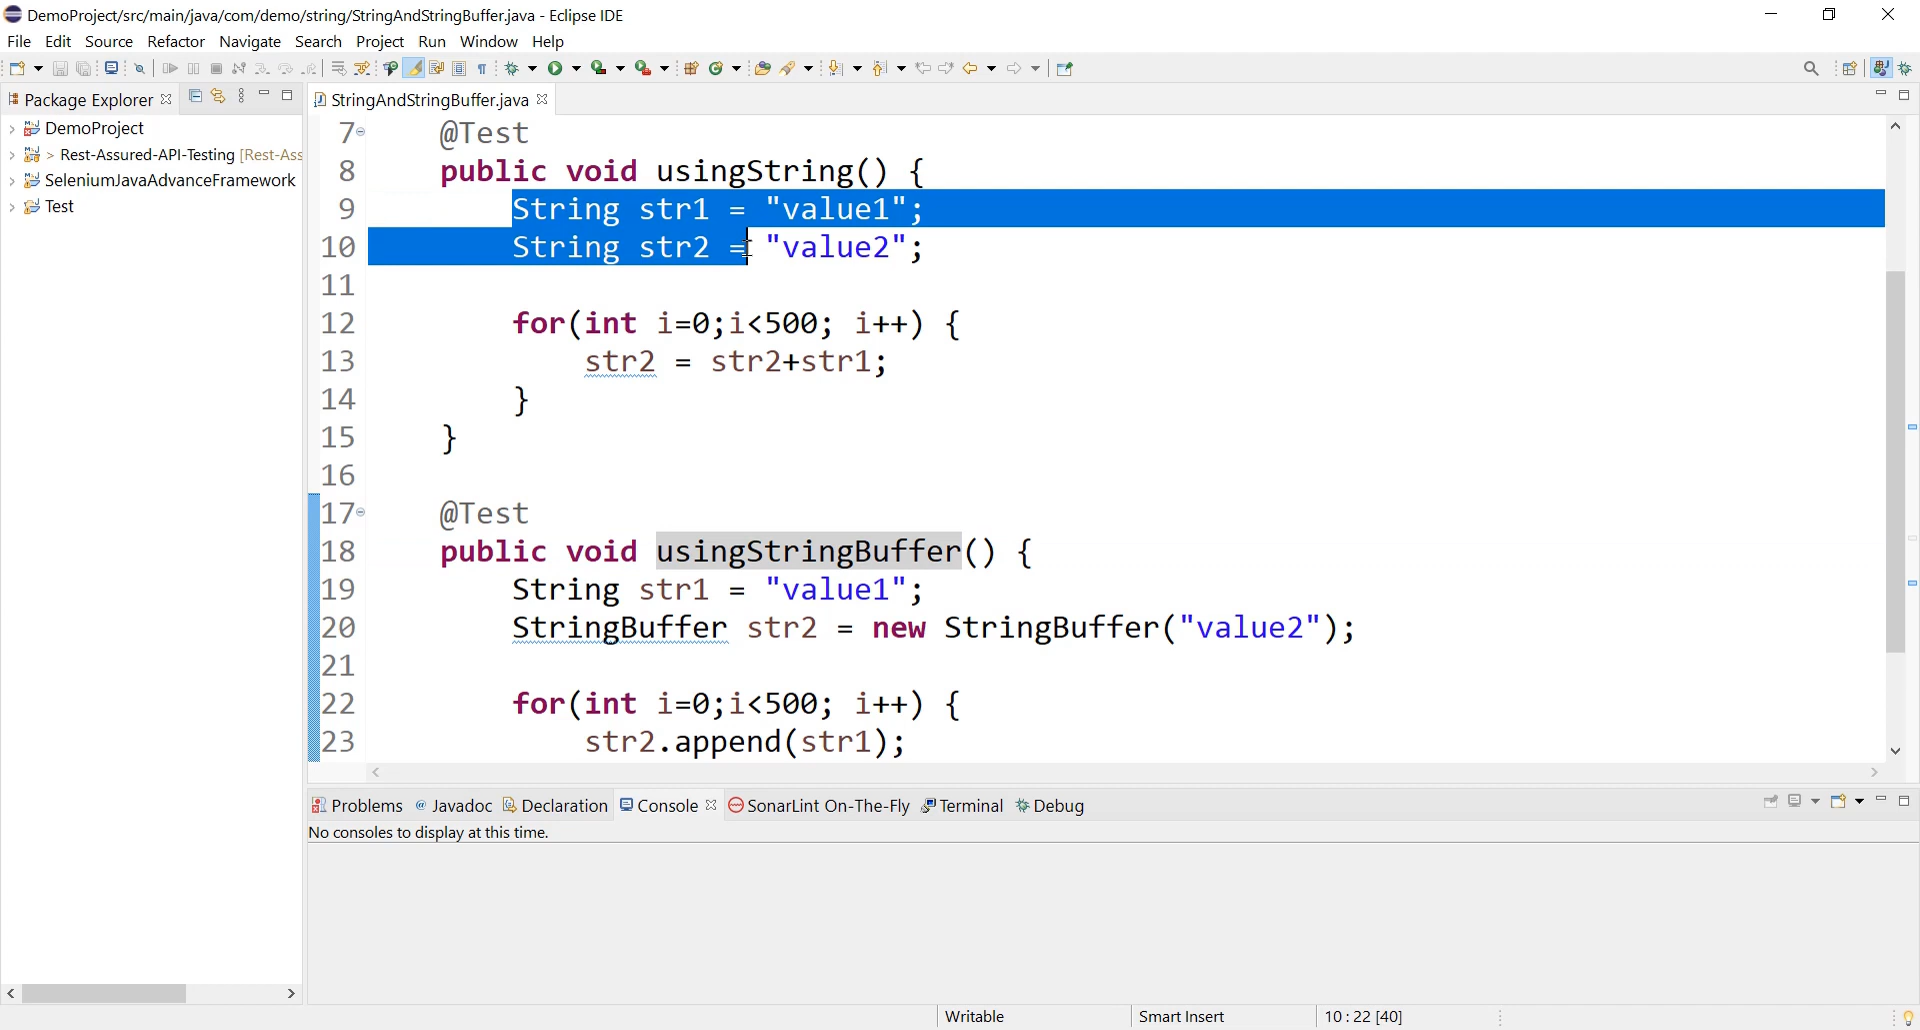 DemoProject/src/main/java/com/demo/string/StringAndStringBuffer.java - Eclipse IDE
File Edit Source Refactor Navigate Search Project Run Window Help
Package Explorer
StringAndStringBuffer.java
DemoProject
> Rest-Assured-API-Testing [Rest-Ass
SeleniumJavaAdvanceFramework
Test
7 @Test
8 public void usingString() {
9 String str1 = "value1";
10 String str2 = "value2";
11
12 for(int i=0;i<500; i++) {
13 str2 = str2+str1;
14 }
15 }
16
17 @Test
18 public void usingStringBuffer() {
19 String str1 = "value1";
20 StringBuffer str2 = new StringBuffer("value2");
21
22 for(int i=0;i<500; i++) {
23 str2.append(str1);
Problems @ Javadoc Declaration Console SonarLint On-The-Fly Terminal Debug
No consoles to display at this time.
Writable Smart Insert 10 : 22 [40]